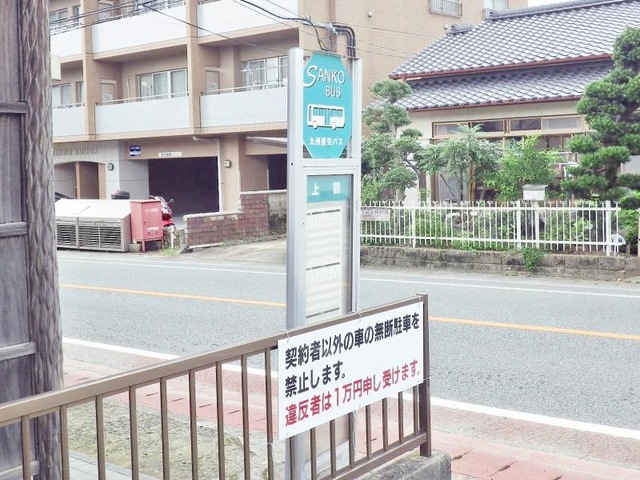 SANKO
BUS
九州産交バス
上鶴
契約者以外の車の無断駐車を
禁止します。
違反者は1万円申し受けます。